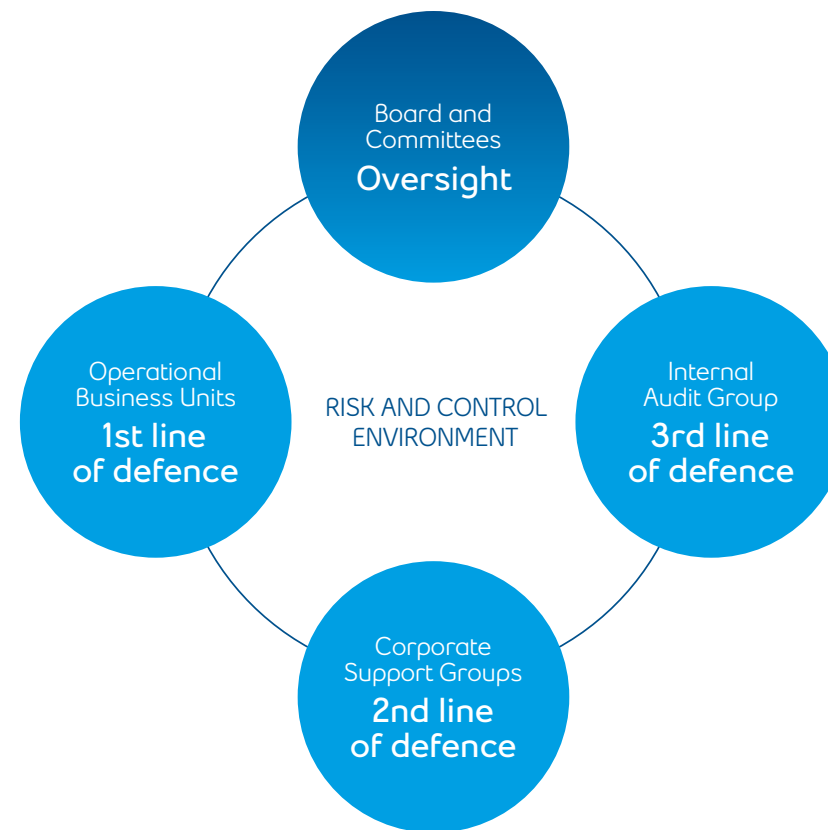 Board and
Committees
Oversight
Operational
Business Units
1st line
of defence
RISK AND CONTROL
ENVIRONMENT
Internal
Audit Group
3rd line
of defence
Corporate
Support Groups
2nd line
of defence